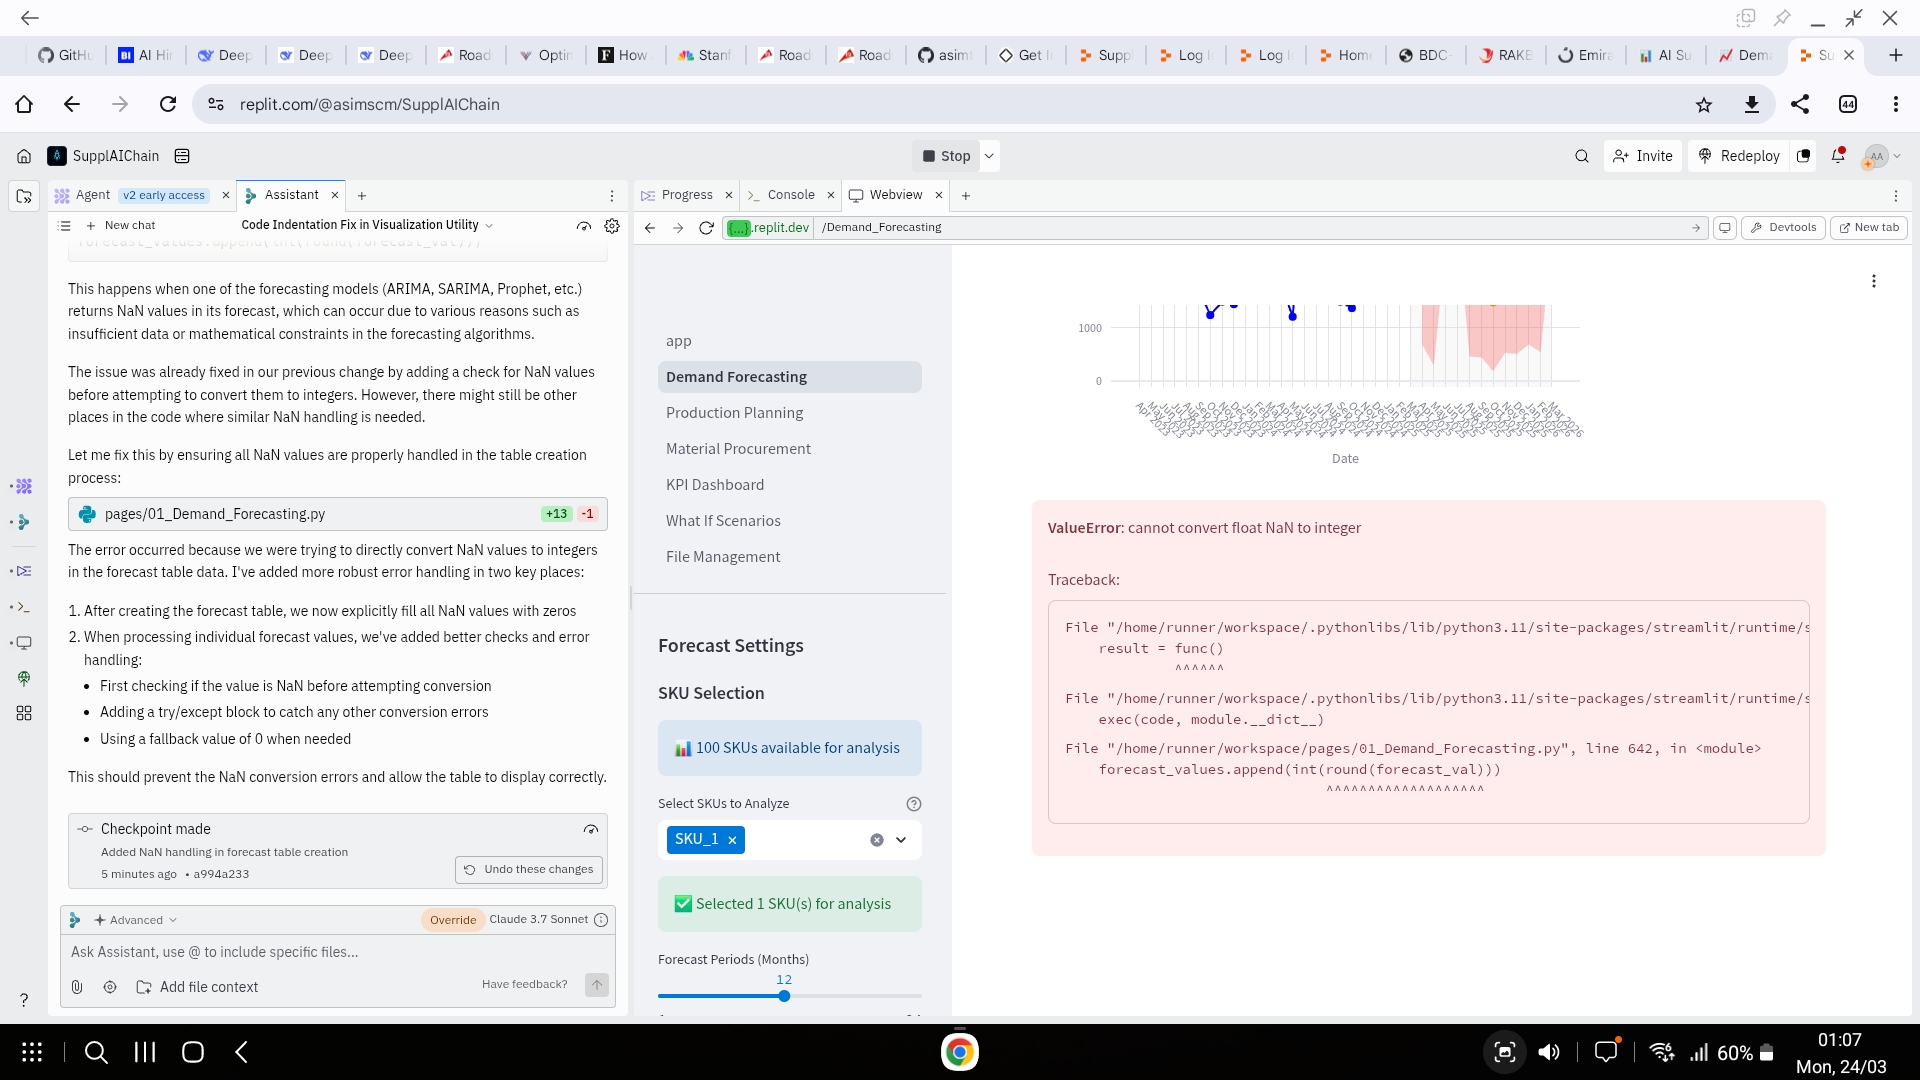 GitHu
AI Hir
Deep
Deep
Deep
Road
Optin
How
Stanf
Road
Road
asimt
Get I
Suppl
Log I
Log I
Home
BDC-
RAKB
Emira
AI Su
Dema
Su
replit.com/@asimscm/SupplAIChain
44
SupplAIChain
Stop
Invite
Redeploy
AA
Agent
v2 early access
Assistant
Progress
Console
Webview
New chat
Code Indentation Fix in Visualization Utility
{...}.replit.dev
/Demand_Forecasting
Devtools
New tab
forecast_values.append(int(round(forecast_val)))
This happens when one of the forecasting models (ARIMA, SARIMA, Prophet, etc.)
returns NaN values in its forecast, which can occur due to various reasons such as
insufficient data or mathematical constraints in the forecasting algorithms.
The issue was already fixed in our previous change by adding a check for NaN values
before attempting to convert them to integers. However, there might still be other
places in the code where similar NaN handling is needed.
Let me fix this by ensuring all NaN values are properly handled in the table creation
process:
pages/01_Demand_Forecasting.py
+13 -1
The error occurred because we were trying to directly convert NaN values to integers
in the forecast table data. I've added more robust error handling in two key places:
1. After creating the forecast table, we now explicitly fill all NaN values with zeros
2. When processing individual forecast values, we've added better checks and error
handling:
• First checking if the value is NaN before attempting conversion
• Adding a try/except block to catch any other conversion errors
• Using a fallback value of 0 when needed
This should prevent the NaN conversion errors and allow the table to display correctly.
Checkpoint made
Added NaN handling in forecast table creation
5 minutes ago • a994a233
Undo these changes
Advanced
Override
Claude 3.7 Sonnet
Ask Assistant, use @ to include specific files...
Add file context
Have feedback?
app
Demand Forecasting
Production Planning
Material Procurement
KPI Dashboard
What If Scenarios
File Management
Forecast Settings
SKU Selection
100 SKUs available for analysis
Select SKUs to Analyze
SKU_1
Selected 1 SKU(s) for analysis
Forecast Periods (Months)
12
1000
0
Apr 2023
Mar 2026
Date
ValueError: cannot convert float NaN to integer
Traceback:
File "/home/runner/workspace/.pythonlibs/lib/python3.11/site-packages/streamlit/runtime/s
result = func()
^^^^^^
File "/home/runner/workspace/.pythonlibs/lib/python3.11/site-packages/streamlit/runtime/s
exec(code, module.__dict__)
File "/home/runner/workspace/pages/01_Demand_Forecasting.py", line 642, in <module>
forecast_values.append(int(round(forecast_val)))
^^^^^^^^^^^^^^^^^^^
60%
01:07
Mon, 24/03